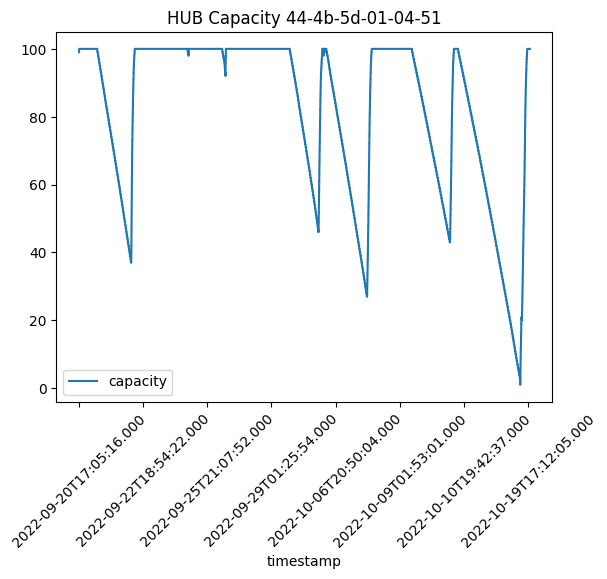 HUB Capacity 44-4b-5d-01-04-51
100
80
60
40
20
0
capacity
2022-09-20T17:05:16.000
2022-09-22T18:54:22.000
2022-09-25T21:07:52.000
2022-09-29T01:25:54.000
2022-10-06T20:50:04.000
2022-10-09T01:53:01.000
2022-10-10T19:42:37.000
2022-10-19T17:12:05.000
timestamp